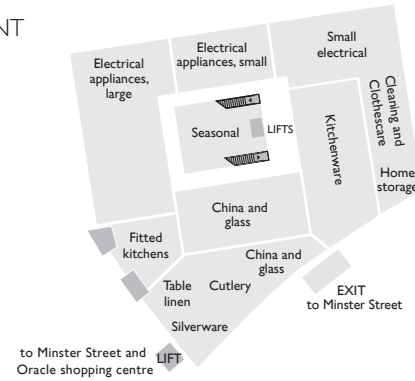 NT
Electrical
appliances,
large
Electrical
appliances, small
Small
electrical
Cleaning and
Clothescare
Seasonal
LIFTS
Kitchenware
Home
storage
China and
glass
Fitted
kitchens
China and
glass
Table
linen
Cutlery
EXIT
to Minster Street
Silverware
to Minster Street and
Oracle shopping centre
LIFT